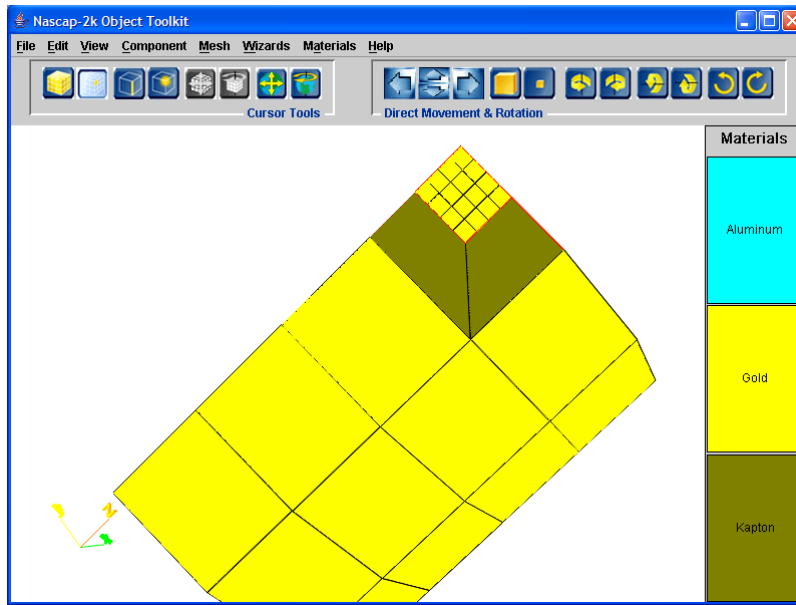 Nascap-2k Object Toolkit
File Edit View Component Mesh Wizards Materials Help
Cursor Tools
Direct Movement & Rotation
Materials
Aluminum
Gold
Kapton